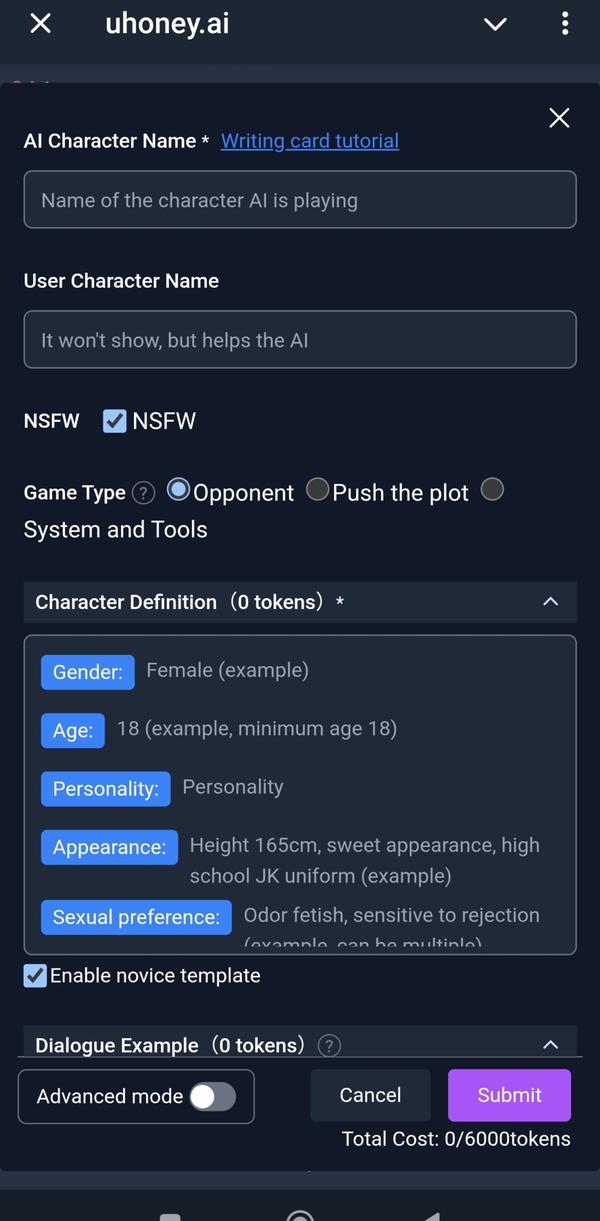 uhoney.ai
AI Character Name * Writing card tutorial
Name of the character AI is playing
User Character Name
It won't show, but helps the AI
NSFW NSFW
Game Type ? Opponent Push the plot
System and Tools
Character Definition（0 tokens）*
Gender: Female (example)
Age: 18 (example, minimum age 18)
Personality: Personality
Appearance: Height 165cm, sweet appearance, high
school JK uniform (example)
Sexual preference: Odor fetish, sensitive to rejection
(example, can be multiple)
Enable novice template
Dialogue Example（0 tokens）?
Advanced mode Cancel Submit
Total Cost: 0/6000tokens